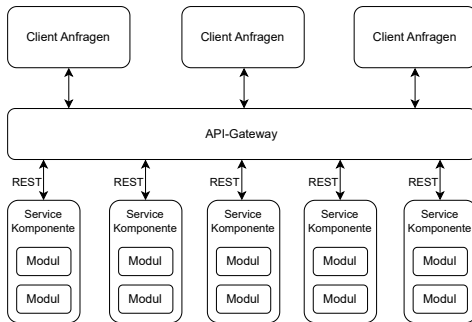 Client Anfragen
Client Anfragen
Client Anfragen
API-Gateway
REST
REST
REST
REST
REST
Service
Komponente
Modul
Modul
Service
Komponente
Modul
Modul
Service
Komponente
Modul
Modul
Service
Komponente
Modul
Modul
Service
Komponente
Modul
Modul